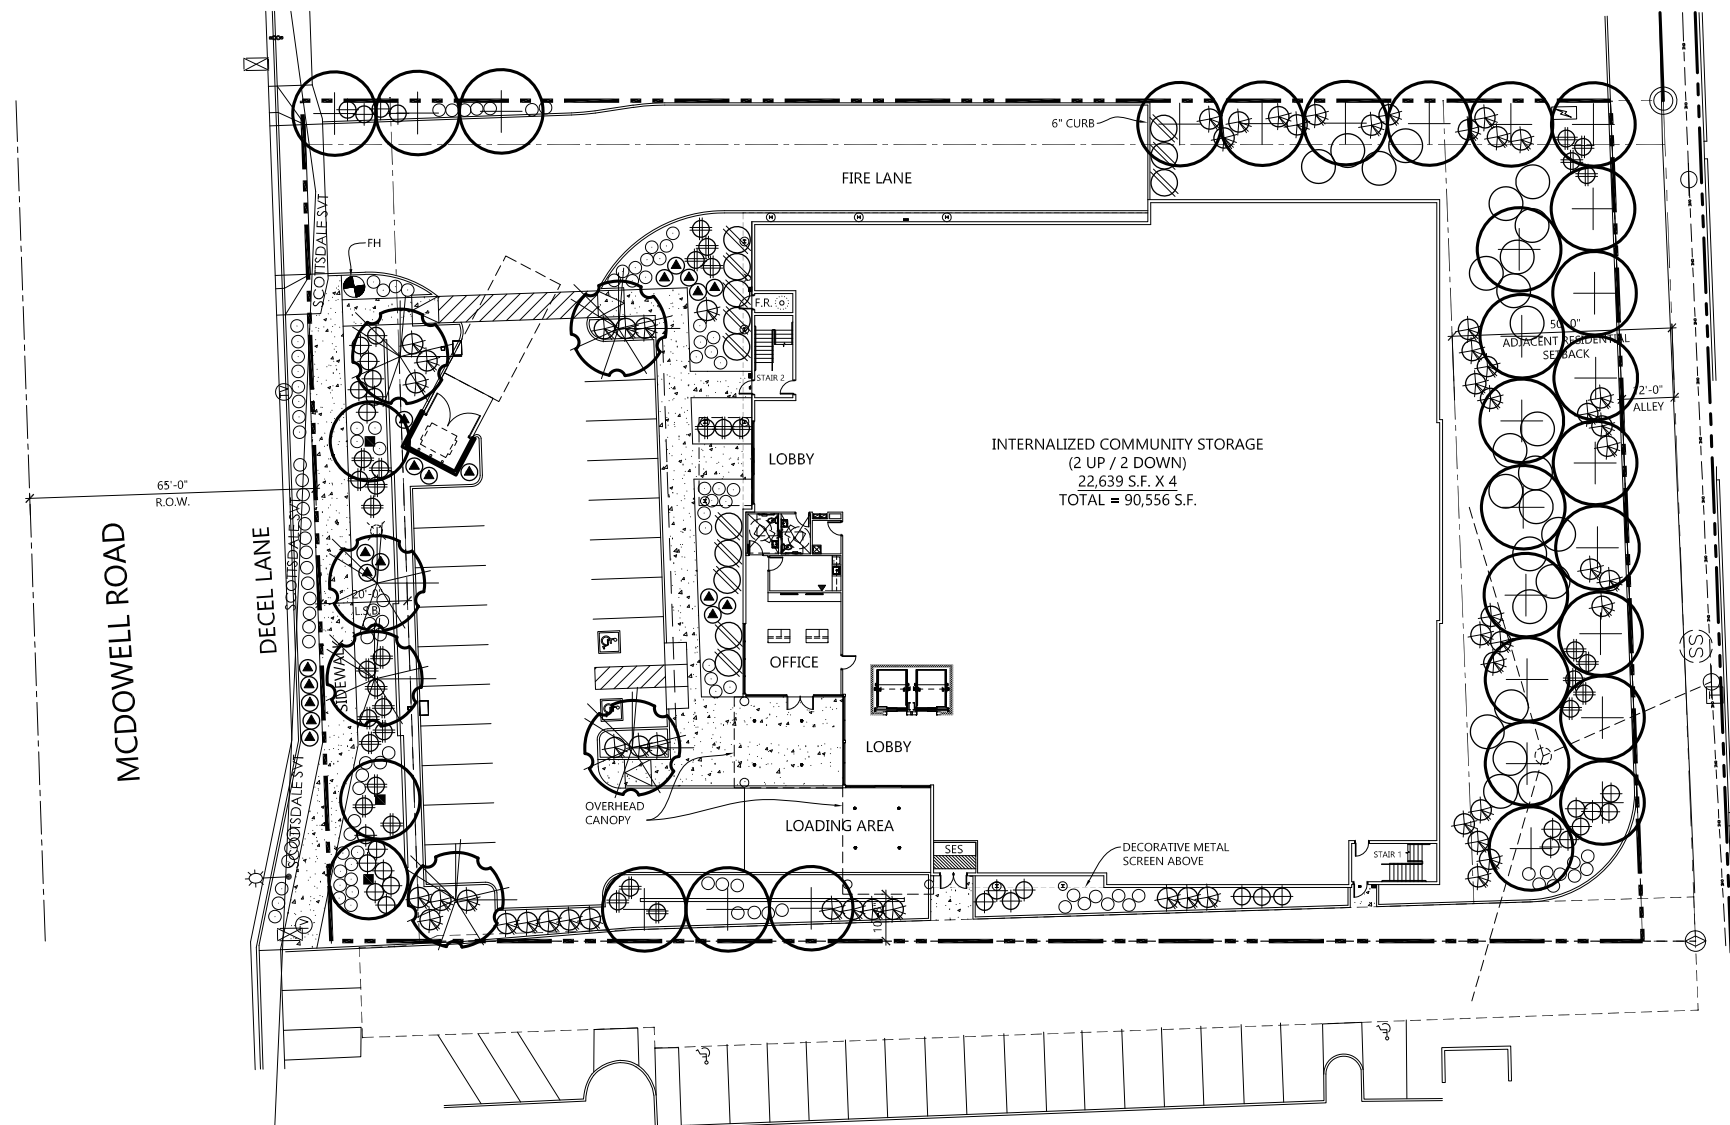 6" CURB
FIRE LANE
SCOTTSDALE SVT
FH
F.R.
50'-0"
ADJACENT RESIDENTIAL
SETBACK
STAIR 2
2'-0"
ALLEY
LOBBY
INTERNALIZED COMMUNITY STORAGE
(2 UP / 2 DOWN)
22,639 S.F. X 4
TOTAL = 90,556 S.F.
65'-0"
R.O.W.
MCDOWELL ROAD
DECEL LANE
SCOTTSDALE SVT
20'-0"
L.S.B.
SIDEWALK
OFFICE
SS
LOBBY
SCOTTSDALE SVT
OVERHEAD
CANOPY
LOADING AREA
SES
DECORATIVE METAL
SCREEN ABOVE
STAIR 1